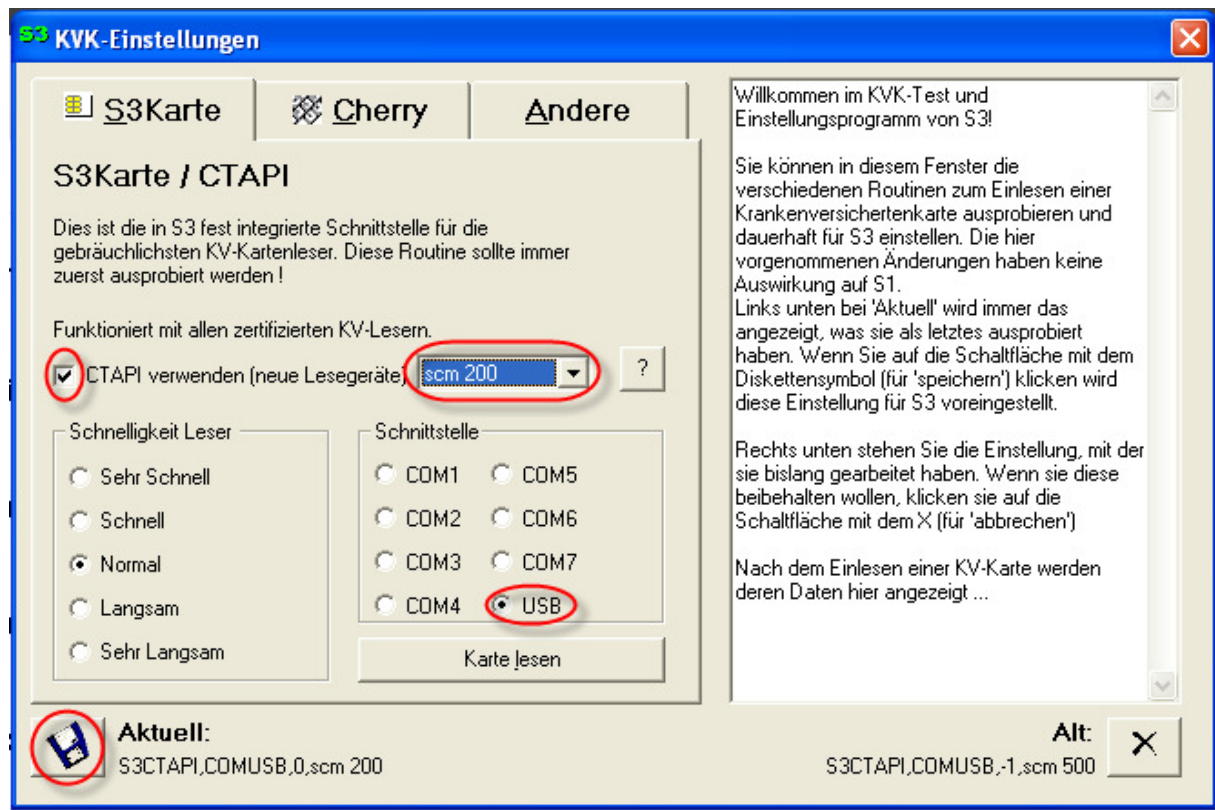 S3 KVK-Einstellungen
S3Karte
Cherry
Andere
S3Karte / CTAPI
Dies ist die in S3 fest integrierte Schnittstelle für die
gebräuchlichsten KV-Kartenleser. Diese Routine sollte immer
zuerst ausprobiert werden !
Funktioniert mit allen zertifizierten KV-Lesern.
CTAPI verwenden (neue Lesegeräte) scm 200 ?
Schnelligkeit Leser
Sehr Schnell
Schnell
Normal
Langsam
Sehr Langsam
Schnittstelle
COM1 COM5
COM2 COM6
COM3 COM7
COM4 USB
Karte lesen
Willkommen im KVK-Test und
Einstellungsprogramm von S3!
Sie können in diesem Fenster die
verschiedenen Routinen zum Einlesen einer
Krankenversichertenkarte ausprobieren und
dauerhaft für S3 einstellen. Die hier
vorgenommenen Änderungen haben keine
Auswirkung auf S1.
Links unten bei 'Aktuell' wird immer das
angezeigt, was sie als letztes ausprobiert
haben. Wenn Sie auf die Schaltfläche mit dem
Diskettensymbol (für 'speichern') klicken wird
diese Einstellung für S3 voreingestellt.
Rechts unten stehen Sie die Einstellung, mit der
sie bislang gearbeitet haben. Wenn sie diese
beibehalten wollen, klicken sie auf die
Schaltfläche mit dem X (für 'abbrechen')
Nach dem Einlesen einer KV-Karte werden
deren Daten hier angezeigt ...
Aktuell:
S3CTAPI,COMUSB,0,scm 200
Alt:
S3CTAPI,COMUSB,-1,scm 500